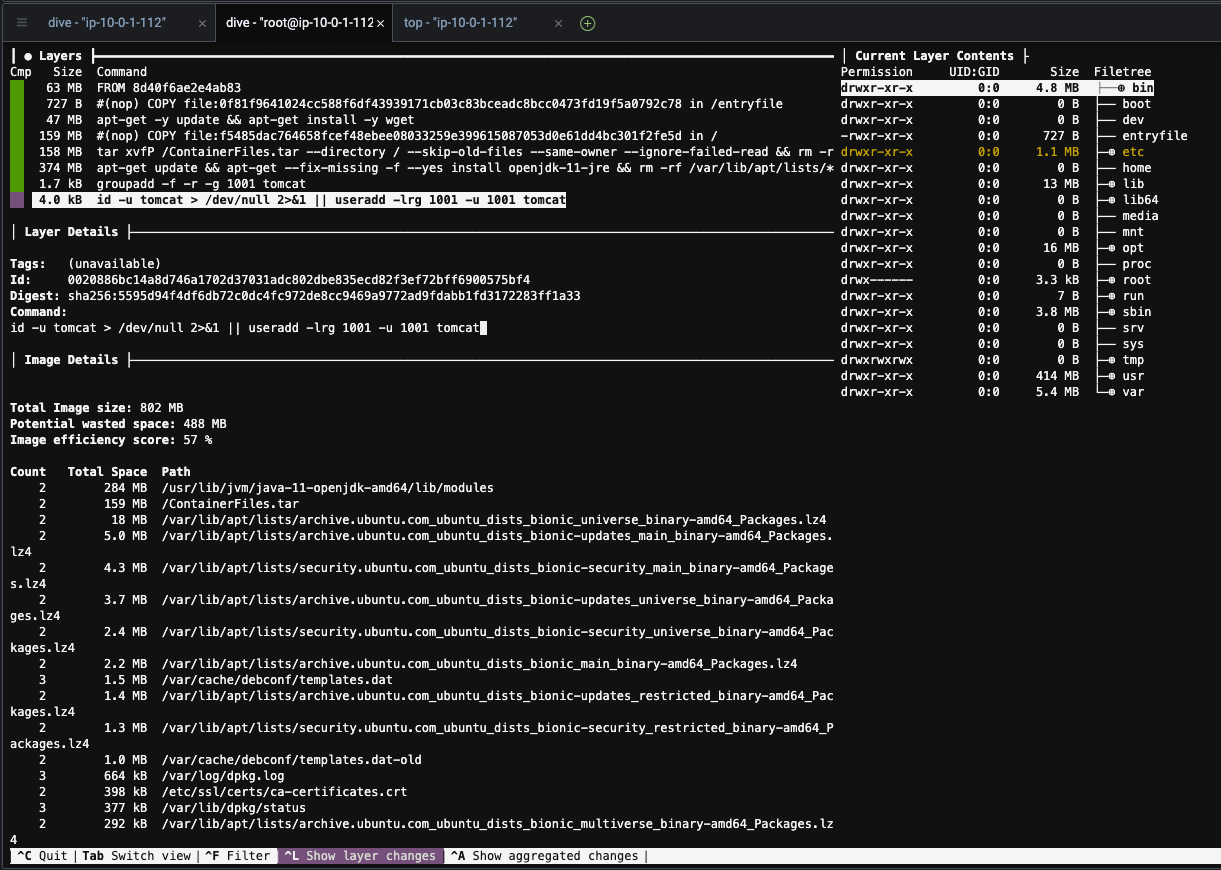 dive - "ip-10-0-1-112" × dive - "root@ip-10-0-1-112 × top - "ip-10-0-1-112" ×
│ ● Layers ├
Cmp Size Command
63 MB FROM 8d40f6ae2e4ab83
727 B #(nop) COPY file:0f81f9641024cc588f6df43939171cb03c83bceadc8bcc0473fd19f5a0792c78 in /entryfile
47 MB apt-get -y update && apt-get install -y wget
159 MB #(nop) COPY file:f5485dac764658fcef48ebee08033259e399615087053d0e61dd4bc301f2fe5d in /
158 MB tar xvfP /ContainerFiles.tar --directory / --skip-old-files --same-owner --ignore-failed-read && rm -r
374 MB apt-get update && apt-get --fix-missing -f --yes install openjdk-11-jre && rm -rf /var/lib/apt/lists/*
1.7 kB groupadd -f -r -g 1001 tomcat
4.0 kB id -u tomcat > /dev/null 2>&1 || useradd -lrg 1001 -u 1001 tomcat
│ Layer Details ├
Tags: (unavailable)
Id: 0020886bc14a8d746a1702d37031adc802dbe835ecd82f3ef72bff6900575bf4
Digest: sha256:5595d94f4df6db72c0dc4fc972de8cc9469a9772ad9fdabb1fd3172283ff1a33
Command:
id -u tomcat > /dev/null 2>&1 || useradd -lrg 1001 -u 1001 tomcat
│ Image Details ├
Total Image size: 802 MB
Potential wasted space: 488 MB
Image efficiency score: 57 %
Count Total Space Path
2 284 MB /usr/lib/jvm/java-11-openjdk-amd64/lib/modules
2 159 MB /ContainerFiles.tar
2 18 MB /var/lib/apt/lists/archive.ubuntu.com_ubuntu_dists_bionic_universe_binary-amd64_Packages.lz4
2 5.0 MB /var/lib/apt/lists/archive.ubuntu.com_ubuntu_dists_bionic-updates_main_binary-amd64_Packages.
lz4
2 4.3 MB /var/lib/apt/lists/security.ubuntu.com_ubuntu_dists_bionic-security_main_binary-amd64_Package
s.lz4
2 3.7 MB /var/lib/apt/lists/archive.ubuntu.com_ubuntu_dists_bionic-updates_universe_binary-amd64_Packa
ges.lz4
2 2.4 MB /var/lib/apt/lists/security.ubuntu.com_ubuntu_dists_bionic-security_universe_binary-amd64_Pac
kages.lz4
2 2.2 MB /var/lib/apt/lists/archive.ubuntu.com_ubuntu_dists_bionic_main_binary-amd64_Packages.lz4
3 1.5 MB /var/cache/debconf/templates.dat
2 1.4 MB /var/lib/apt/lists/archive.ubuntu.com_ubuntu_dists_bionic-updates_restricted_binary-amd64_Pac
kages.lz4
2 1.3 MB /var/lib/apt/lists/security.ubuntu.com_ubuntu_dists_bionic-security_restricted_binary-amd64_P
ackages.lz4
2 1.0 MB /var/cache/debconf/templates.dat-old
3 664 kB /var/log/dpkg.log
2 398 kB /etc/ssl/certs/ca-certificates.crt
3 377 kB /var/lib/dpkg/status
2 292 kB /var/lib/apt/lists/archive.ubuntu.com_ubuntu_dists_bionic_multiverse_binary-amd64_Packages.lz
4
│ Current Layer Contents ├
Permission UID:GID Size Filetree
drwxr-xr-x 0:0 4.8 MB ├─⊕ bin
drwxr-xr-x 0:0 0 B ├── boot
drwxr-xr-x 0:0 0 B ├── dev
-rwxr-xr-x 0:0 727 B ├── entryfile
drwxr-xr-x 0:0 1.1 MB ├─⊕ etc
drwxr-xr-x 0:0 0 B ├── home
drwxr-xr-x 0:0 13 MB ├─⊕ lib
drwxr-xr-x 0:0 0 B ├─⊕ lib64
drwxr-xr-x 0:0 0 B ├── media
drwxr-xr-x 0:0 0 B ├── mnt
drwxr-xr-x 0:0 16 MB ├─⊕ opt
drwxr-xr-x 0:0 0 B ├── proc
drwx------ 0:0 3.3 kB ├─⊕ root
drwxr-xr-x 0:0 7 B ├─⊕ run
drwxr-xr-x 0:0 3.8 MB ├─⊕ sbin
drwxr-xr-x 0:0 0 B ├── srv
drwxr-xr-x 0:0 0 B ├── sys
drwxrwxrwx 0:0 0 B ├─⊕ tmp
drwxr-xr-x 0:0 414 MB ├─⊕ usr
drwxr-xr-x 0:0 5.4 MB └─⊕ var
^C Quit | Tab Switch view | ^F Filter | ^L Show layer changes | ^A Show aggregated changes |